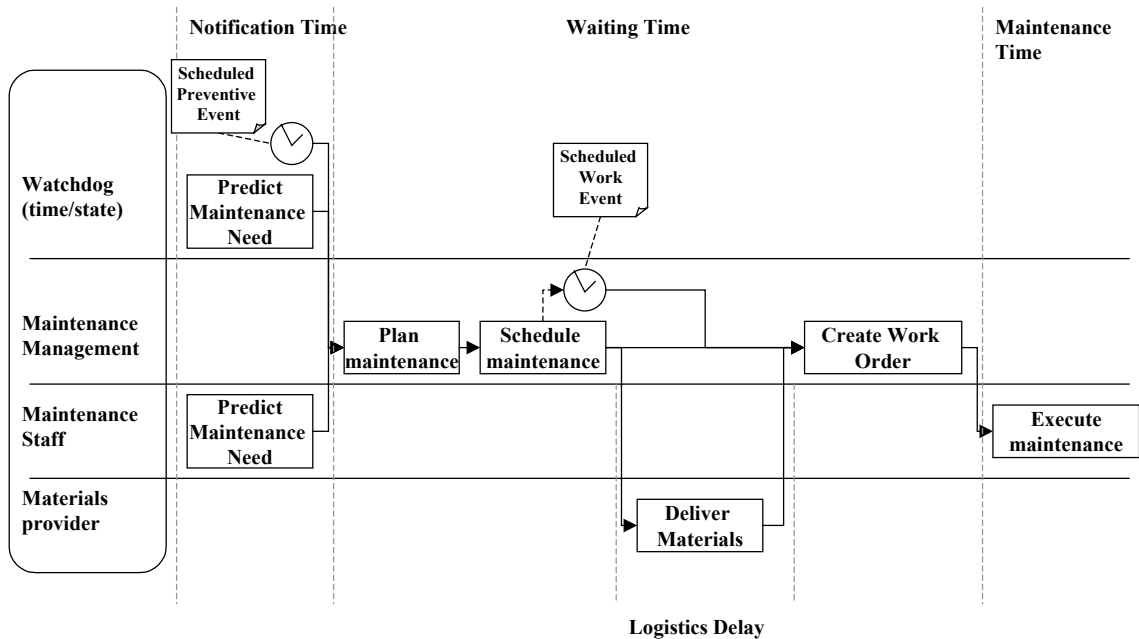 Notification Time
Waiting Time
Maintenance
Time
Scheduled
Preventive
Event
Scheduled
Work
Event
Watchdog
(time/state)
Predict
Maintenance
Need
Maintenance
Management
Plan
maintenance
Schedule
maintenance
Create Work
Order
Maintenance
Staff
Predict
Maintenance
Need
Execute
maintenance
Materials
provider
Deliver
Materials
Logistics Delay